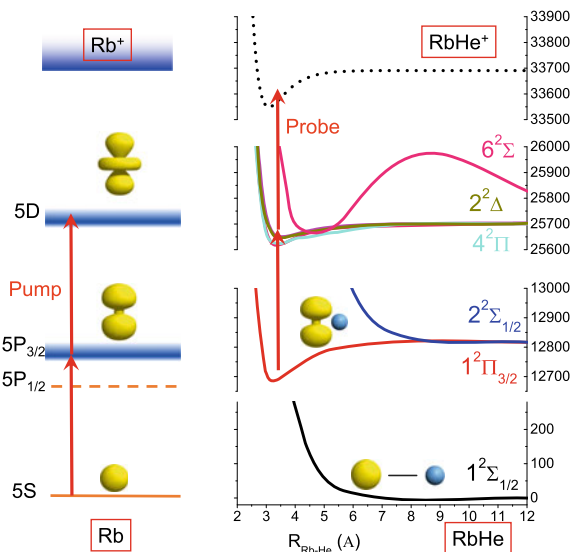 Rb⁺
5D
Pump
5P₃/₂
5P₁/₂
5S
Rb
RbHe⁺
33900
33800
33700
33600
33500
Probe
26000
25900
25800
25700
25600
6²Σ
2²Δ
4²Π
13000
12900
12800
12700
2²Σ₁/₂
1²Π₃/₂
200
100
0
1²Σ₁/₂
2 3 4 5 6 7 8 9 10 11 12
R_Rb-He (A)
RbHe